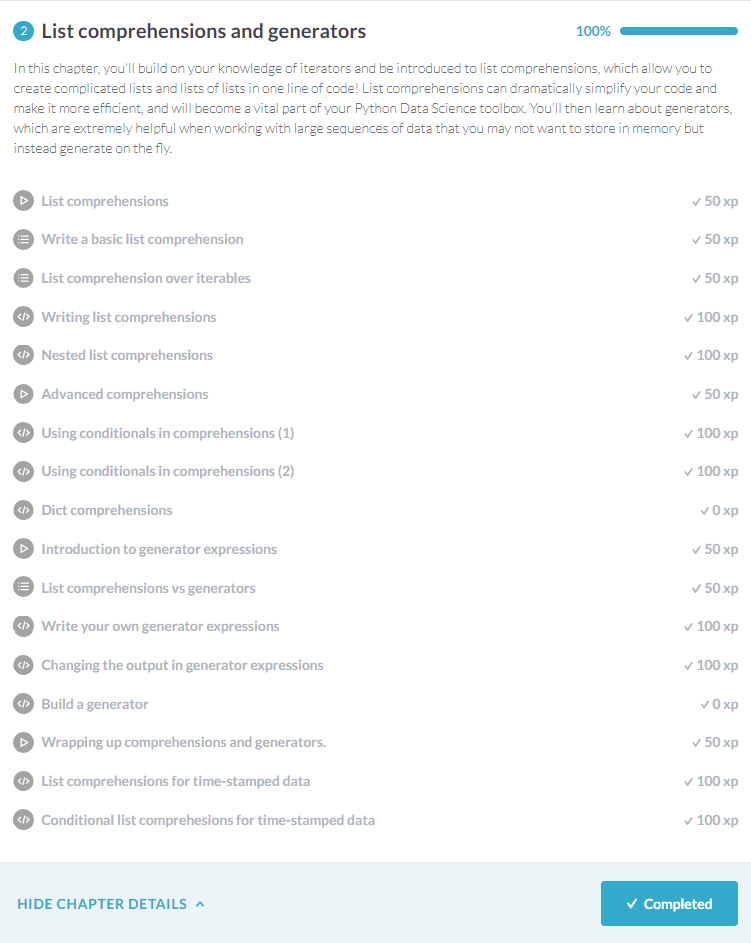 2 List comprehensions and generators 100%
In this chapter, you'll build on your knowledge of iterators and be introduced to list comprehensions, which allow you to
create complicated lists and lists of lists in one line of code! List comprehensions can dramatically simplify your code and
make it more efficient, and will become a vital part of your Python Data Science toolbox. You'll then learn about generators,
which are extremely helpful when working with large sequences of data that you may not want to store in memory but
instead generate on the fly.
List comprehensions ✓ 50 xp
Write a basic list comprehension ✓ 50 xp
List comprehension over iterables ✓ 50 xp
Writing list comprehensions ✓ 100 xp
Nested list comprehensions ✓ 100 xp
Advanced comprehensions ✓ 50 xp
Using conditionals in comprehensions (1) ✓ 100 xp
Using conditionals in comprehensions (2) ✓ 100 xp
Dict comprehensions ✓ 0 xp
Introduction to generator expressions ✓ 50 xp
List comprehensions vs generators ✓ 50 xp
Write your own generator expressions ✓ 100 xp
Changing the output in generator expressions ✓ 100 xp
Build a generator ✓ 0 xp
Wrapping up comprehensions and generators. ✓ 50 xp
List comprehensions for time-stamped data ✓ 100 xp
Conditional list comprehesions for time-stamped data ✓ 100 xp
HIDE CHAPTER DETAILS ✓ Completed